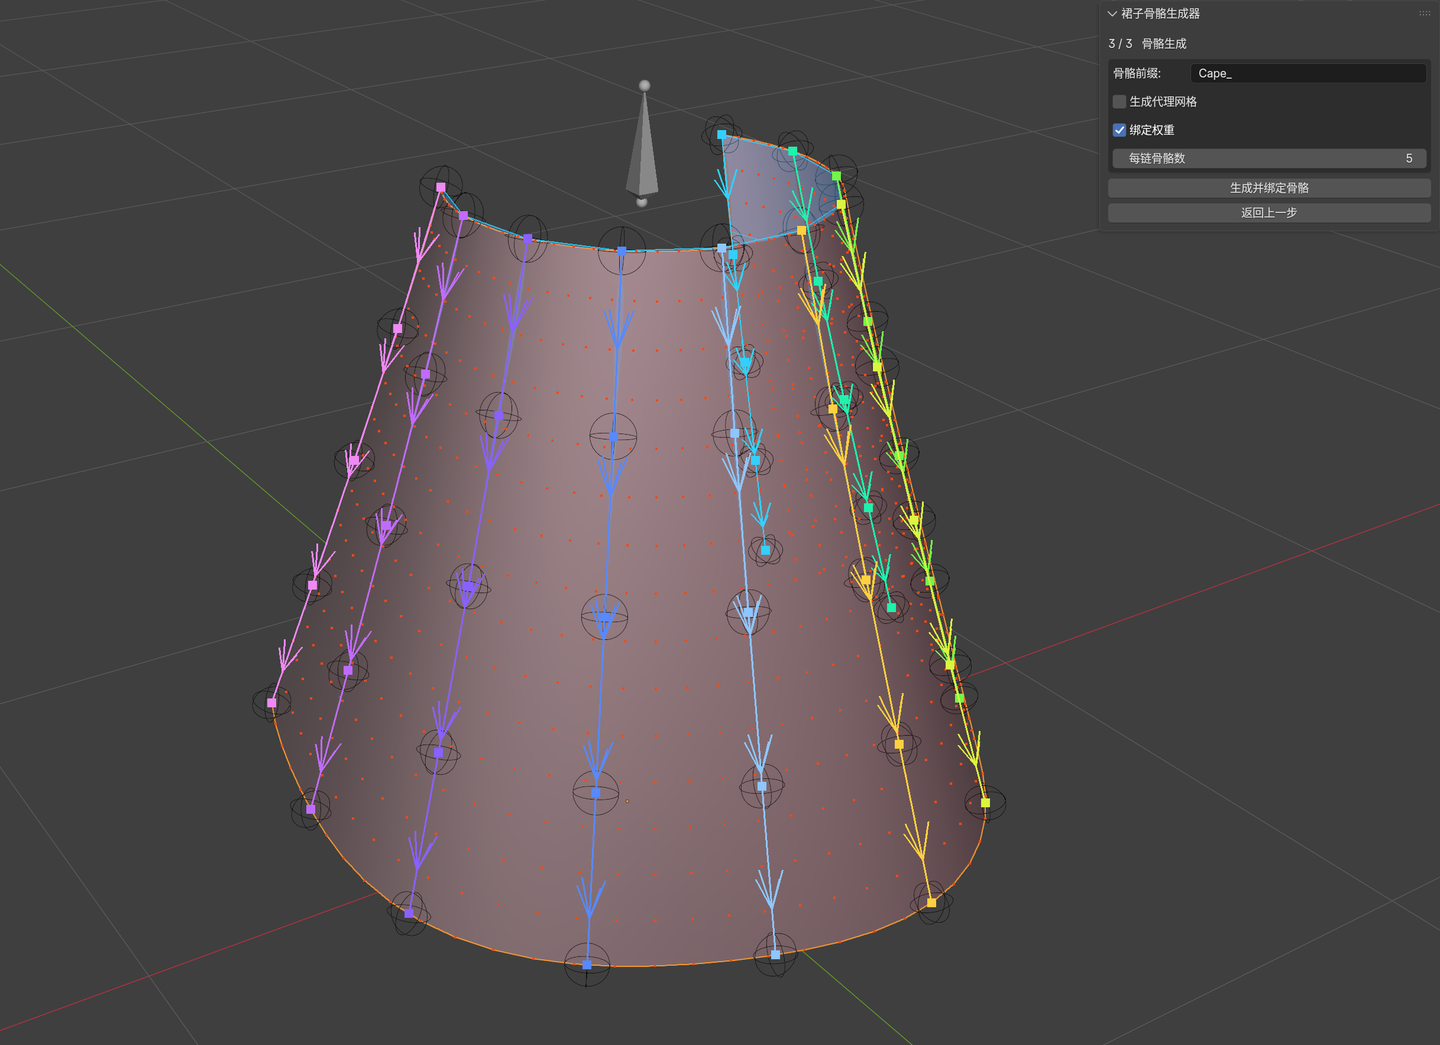 裙子骨骼生成器
3 / 3 骨骼生成
骨骼前缀: Cape_
生成代理网格
绑定权重
每链骨骼数 5
生成并绑定骨骼
返回上一步